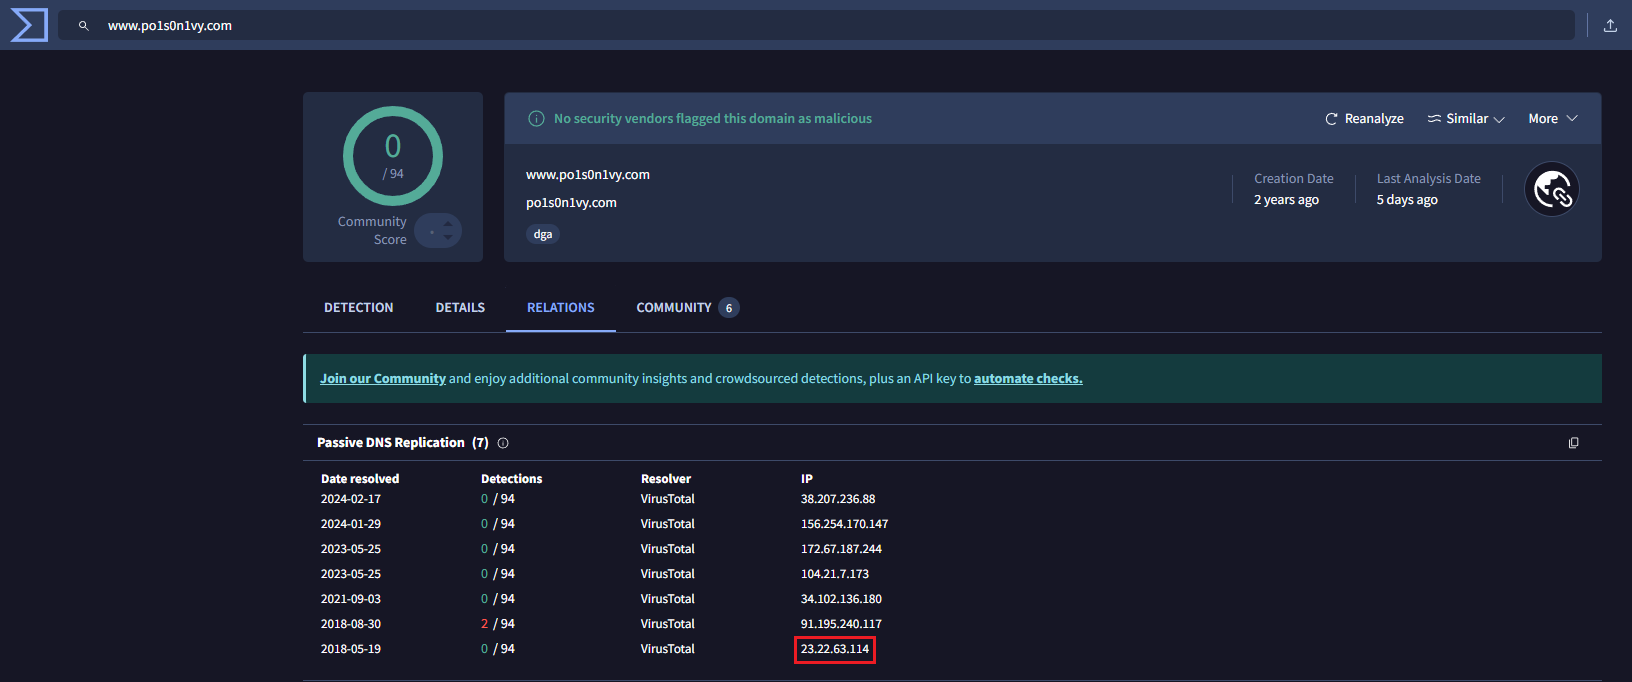 www.po1s0n1vy.com
0
/ 94
Community
Score
No security vendors flagged this domain as malicious
Reanalyze
Similar
More
www.po1s0n1vy.com
po1s0n1vy.com
dga
Creation Date
2 years ago
Last Analysis Date
5 days ago
DETECTION DETAILS RELATIONS COMMUNITY 6
Join our Community and enjoy additional community insights and crowdsourced detections, plus an API key to automate checks.
Passive DNS Replication (7)
Date resolved Detections Resolver IP
2024-02-17 0 / 94 VirusTotal 38.207.236.88
2024-01-29 0 / 94 VirusTotal 156.254.170.147
2023-05-25 0 / 94 VirusTotal 172.67.187.244
2023-05-25 0 / 94 VirusTotal 104.21.7.173
2021-09-03 0 / 94 VirusTotal 34.102.136.180
2018-08-30 2 / 94 VirusTotal 91.195.240.117
2018-05-19 0 / 94 VirusTotal 23.22.63.114